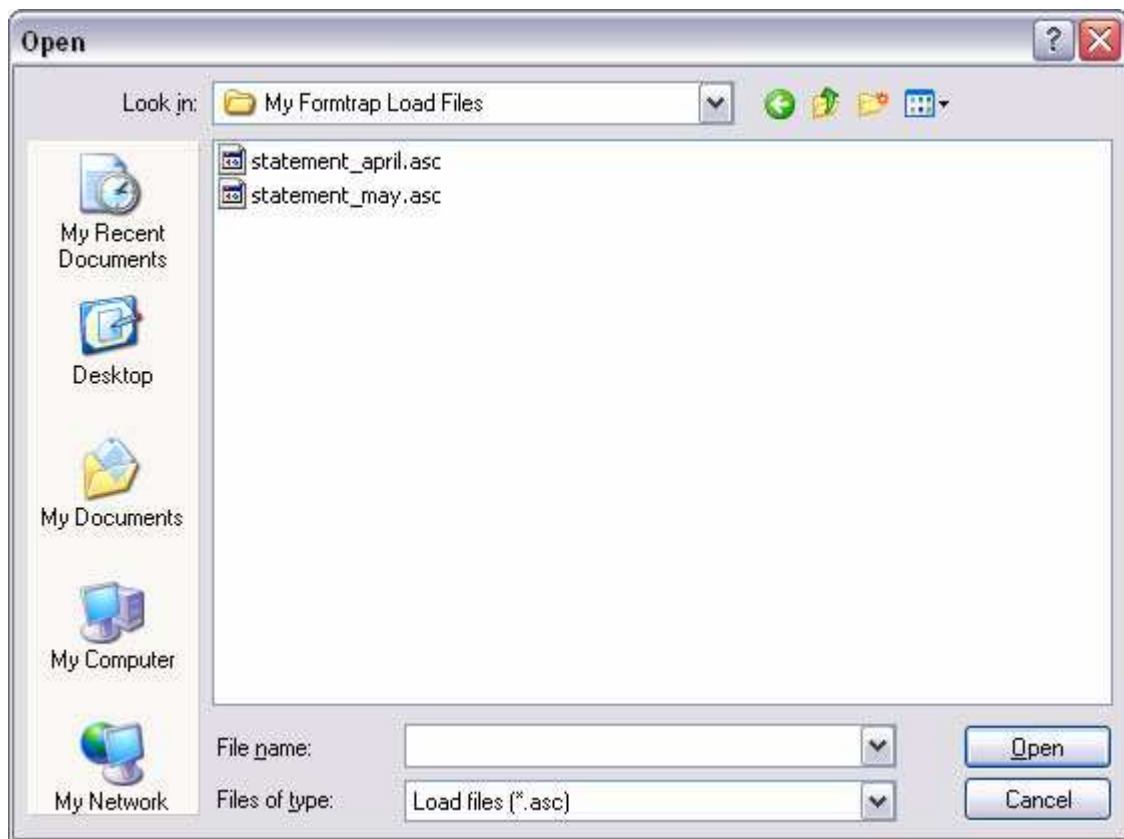 Open
Look in:
My Formtrap Load Files
statement_april.asc
statement_may.asc
My Recent
Documents
Desktop
My Documents
My Computer
My Network
File name:
Open
Files of type:
Load files (*.asc)
Cancel